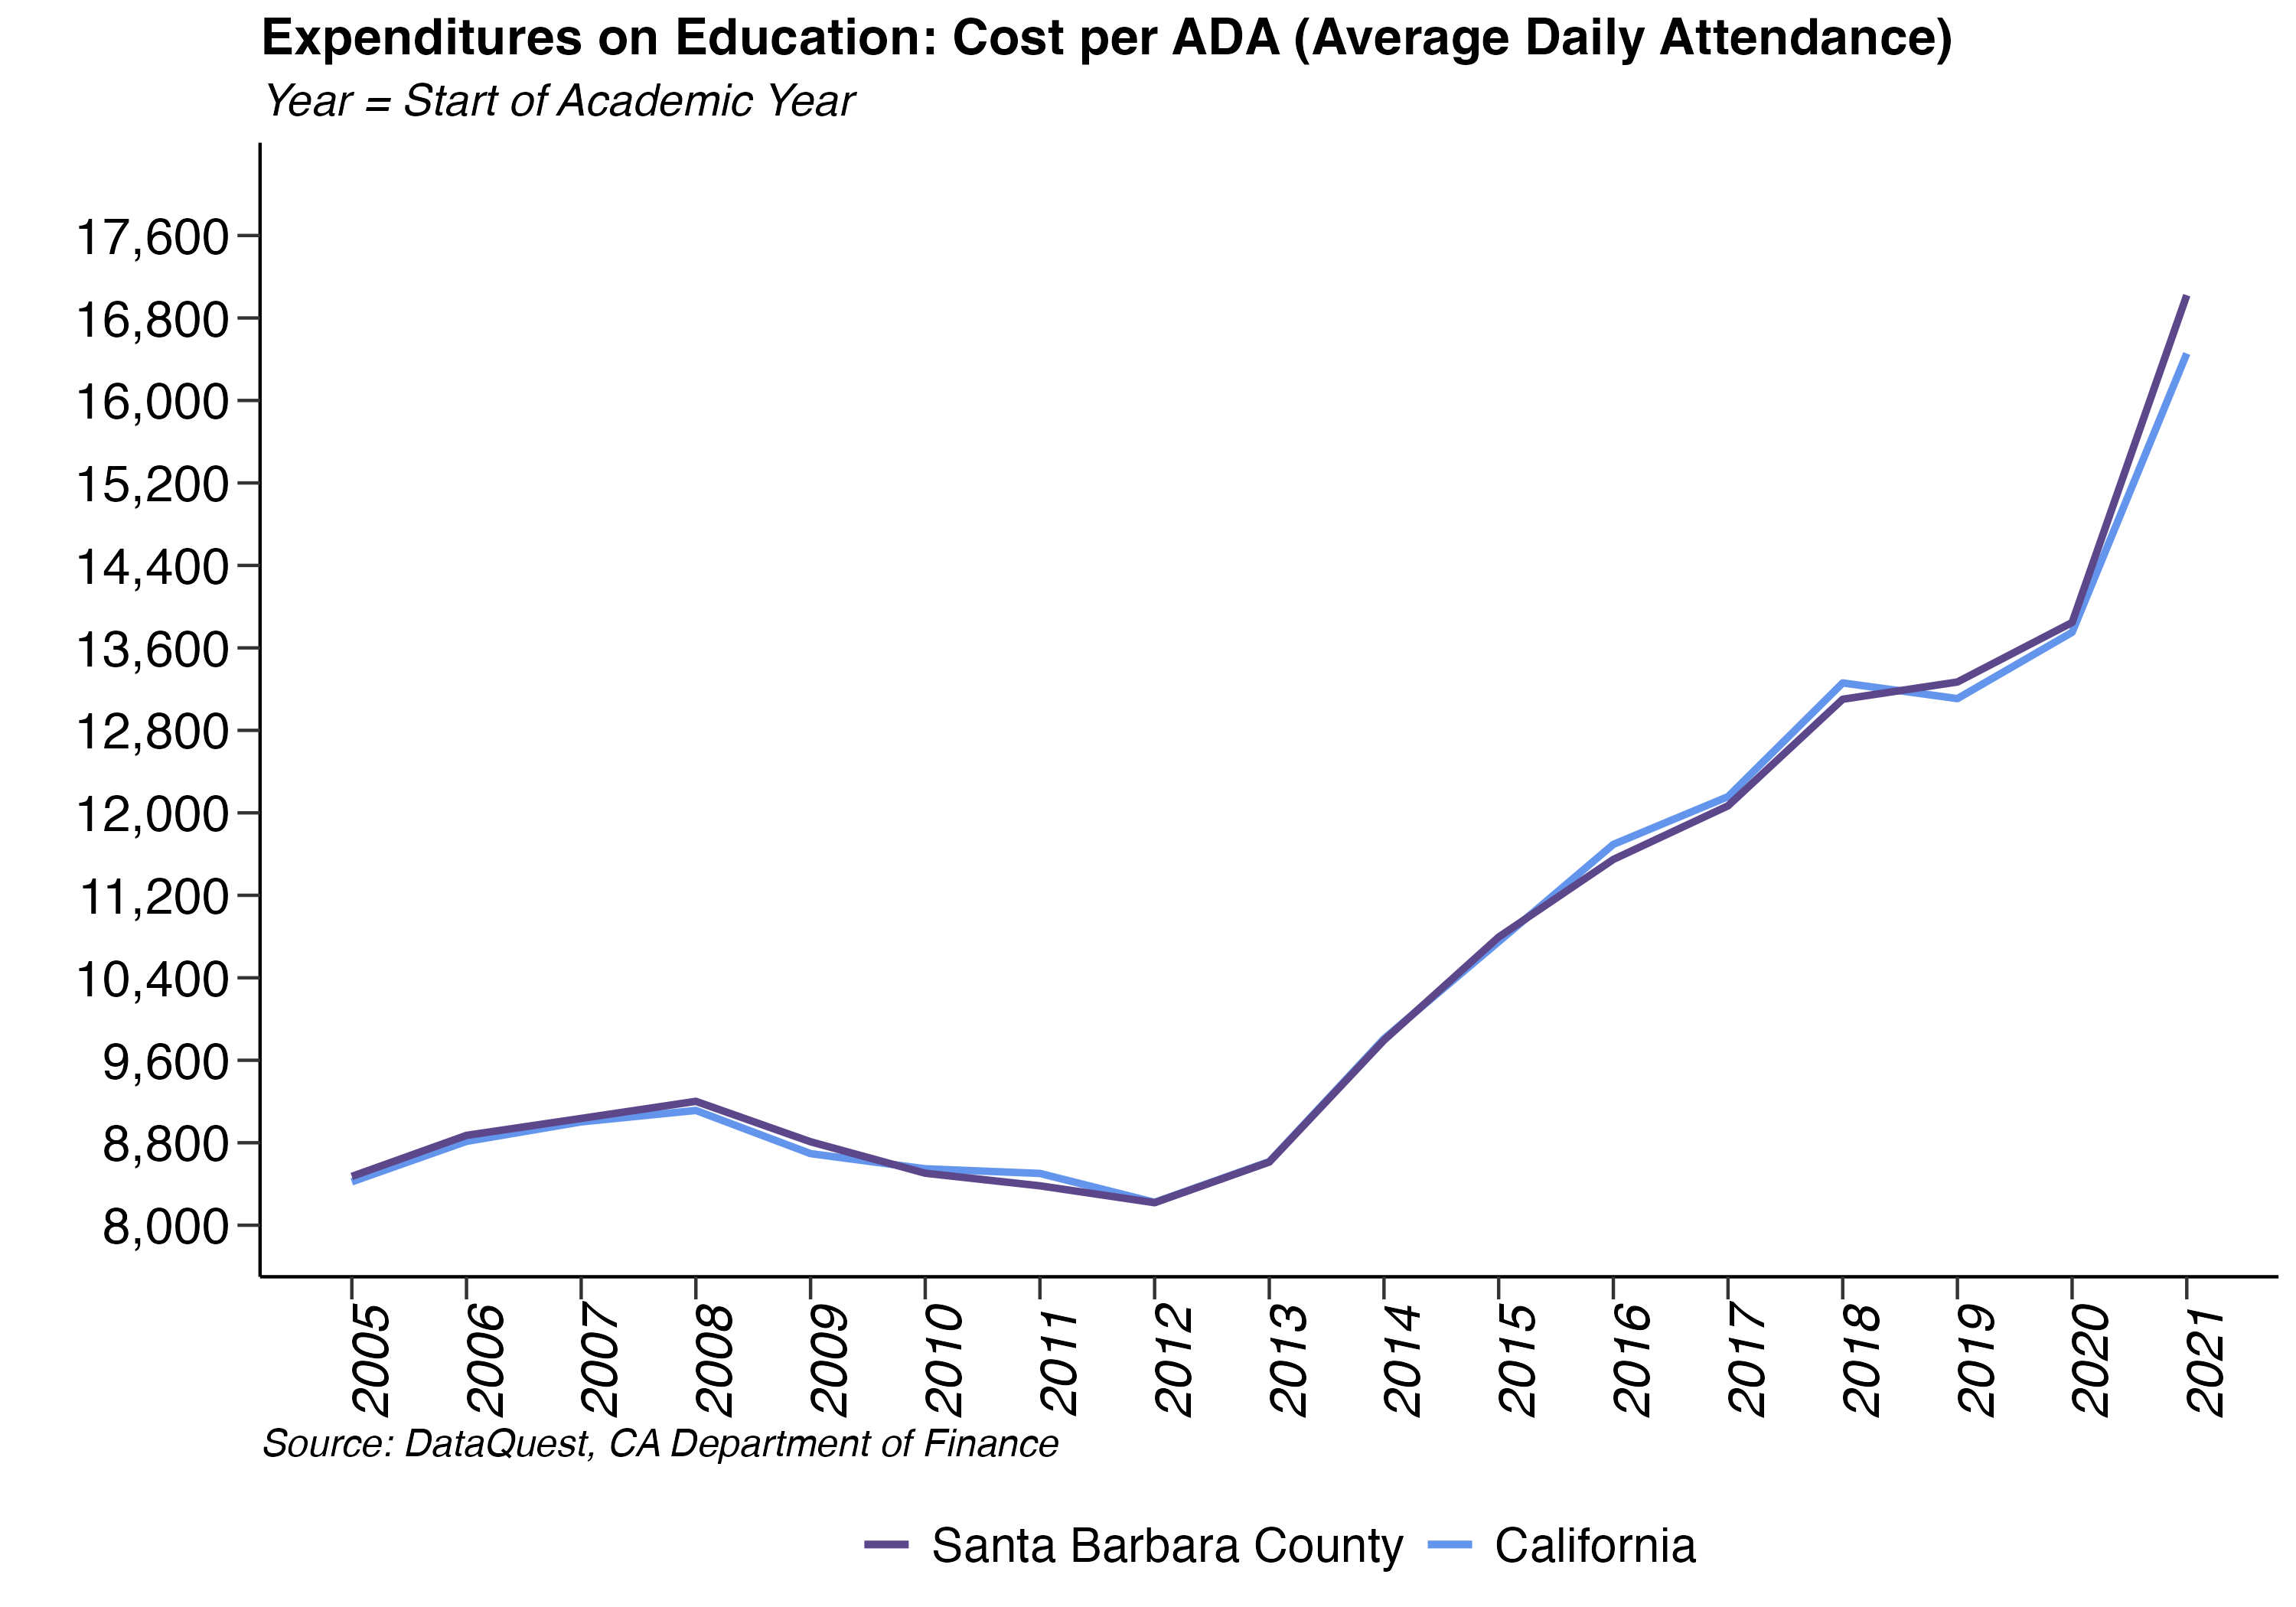 Expenditures on Education: Cost per ADA (Average Daily Attendance)
Year = Start of Academic Year
17,600
16,800
16,000
15,200
14,400
13,600
12,800
12,000
11,200
10,400
9,600
8,800
8,000
2005 2006 2007 2008 2009 2010 2011 2012 2013 2014 2015 2016 2017 2018 2019 2020 2021
Source: DataQuest, CA Department of Finance
Santa Barbara County California